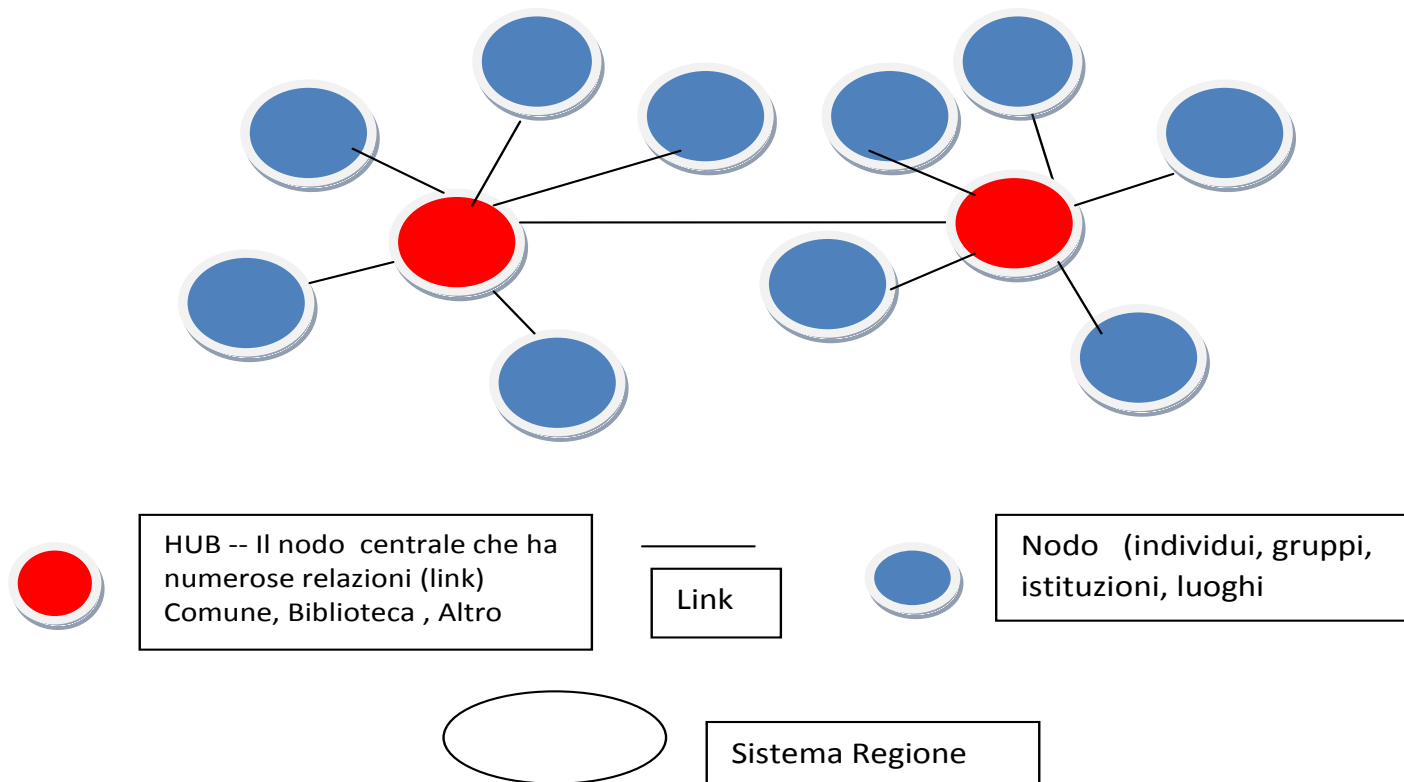 HUB -- Il nodo  centrale che ha
numerose relazioni (link)
Comune, Biblioteca , Altro
Link
Nodo   (individui, gruppi,
istituzioni, luoghi
Sistema Regione